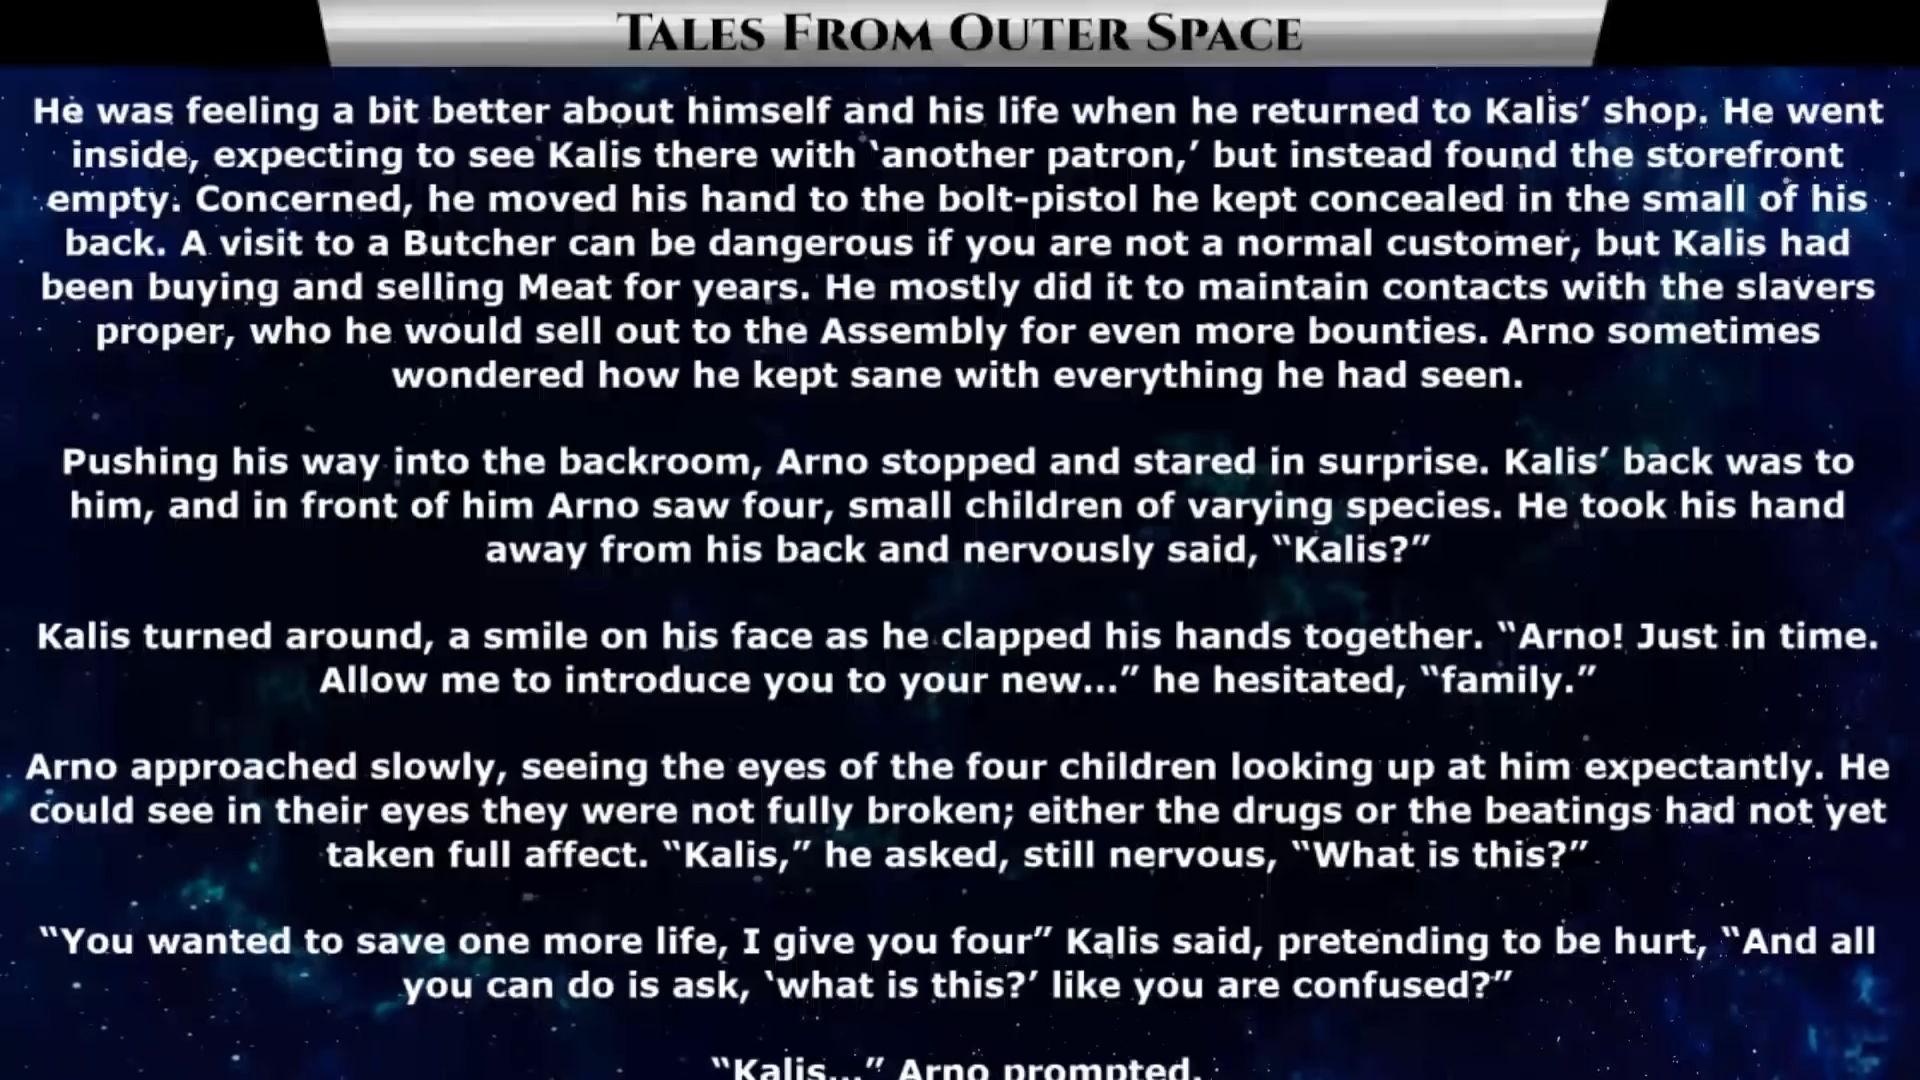 Tales From Outer Space
He was feeling a bit better about himself and his life when he returned to Kalis’ shop. He went
inside, expecting to see Kalis there with ‘another patron,’ but instead found the storefront
empty. Concerned, he moved his hand to the bolt-pistol he kept concealed in the small of his
back. A visit to a Butcher can be dangerous if you are not a normal customer, but Kalis had
been buying and selling Meat for years. He mostly did it to maintain contacts with the slavers
proper, who he would sell out to the Assembly for even more bounties. Arno sometimes
wondered how he kept sane with everything he had seen.
Pushing his way into the backroom, Arno stopped and stared in surprise. Kalis’ back was to
him, and in front of him Arno saw four, small children of varying species. He took his hand
away from his back and nervously said, “Kalis?”
Kalis turned around, a smile on his face as he clapped his hands together. “Arno! Just in time.
Allow me to introduce you to your new...” he hesitated, “family.”
Arno approached slowly, seeing the eyes of the four children looking up at him expectantly. He
could see in their eyes they were not fully broken; either the drugs or the beatings had not yet
taken full affect. “Kalis,” he asked, still nervous, “What is this?”
“You wanted to save one more life, I give you four” Kalis said, pretending to be hurt, “And all
you can do is ask, ‘what is this?’ like you are confused?”
“Kalis...” Arno prompted.